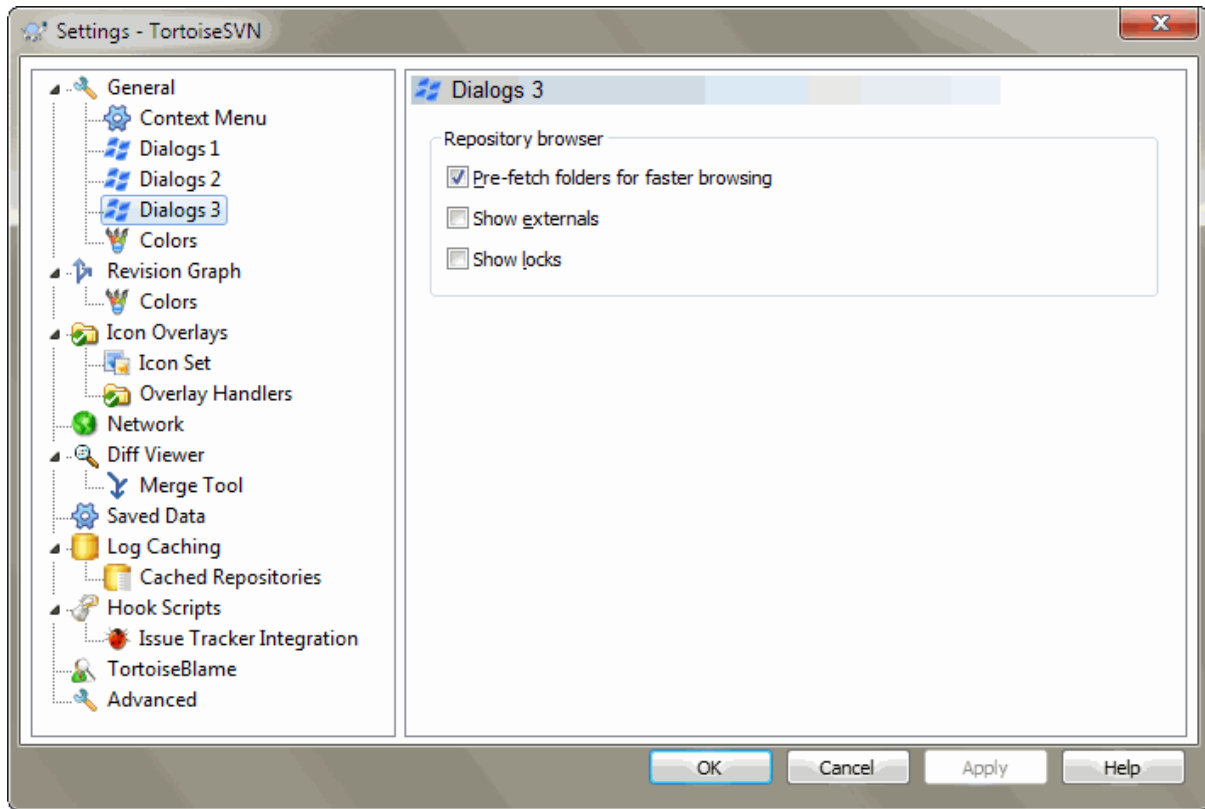 Settings - TortoiseSVN
General
Context Menu
Dialogs 1
Dialogs 2
Dialogs 3
Colors
Revision Graph
Colors
Icon Overlays
Icon Set
Overlay Handlers
Network
Diff Viewer
Merge Tool
Saved Data
Log Caching
Cached Repositories
Hook Scripts
Issue Tracker Integration
TortoiseBlame
Advanced
Dialogs 3
Repository browser
Pre-fetch folders for faster browsing
Show externals
Show locks
OK Cancel Apply Help